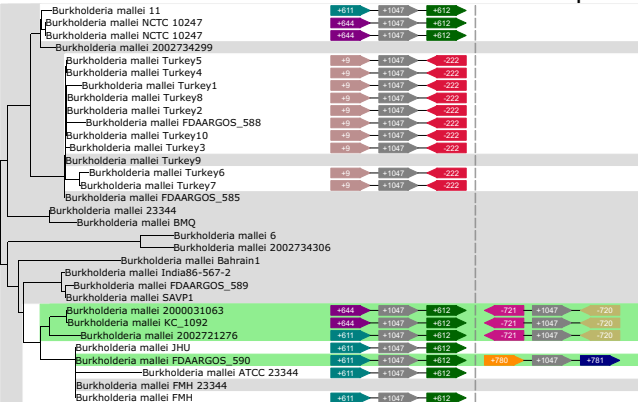 Burkholderia mallei 11 +611 +1047 +612
Burkholderia mallei NCTC 10247 +644 +1047 +612
Burkholderia mallei NCTC 10247 +644 +1047 +612
Burkholderia mallei 2002734299
Burkholderia mallei Turkey5 +9 +1047 -222
Burkholderia mallei Turkey4 +9 +1047 -222
Burkholderia mallei Turkey1 +9 +1047 -222
Burkholderia mallei Turkey8 +9 +1047 -222
Burkholderia mallei Turkey2 +9 +1047 -222
Burkholderia mallei FDAARGOS_588 +9 +1047 -222
Burkholderia mallei Turkey10 +9 +1047 -222
Burkholderia mallei Turkey3 +9 +1047 -222
Burkholderia mallei Turkey9
Burkholderia mallei Turkey6 +9 +1047 -222
Burkholderia mallei Turkey7 +9 +1047 -222
Burkholderia mallei FDAARGOS_585
Burkholderia mallei 23344
Burkholderia mallei BMQ
Burkholderia mallei 6
Burkholderia mallei 2002734306
Burkholderia mallei Bahrain1
Burkholderia mallei India86-567-2
Burkholderia mallei FDAARGOS_589
Burkholderia mallei SAVP1
Burkholderia mallei 2000031063 +644 +1047 +612 -721 +1047 -720
Burkholderia mallei KC_1092 +644 +1047 +612 -721 +1047 -720
Burkholderia mallei 2002721276 +611 +1047 +612 -721 +1047 -720
Burkholderia mallei JHU +611 +1047 +612
Burkholderia mallei FDAARGOS_590 +611 +1047 +612 +780 +1047 +781
Burkholderia mallei ATCC 23344 +611 +1047 +612
Burkholderia mallei FMH 23344
Burkholderia mallei FMH +611 +1047 +612